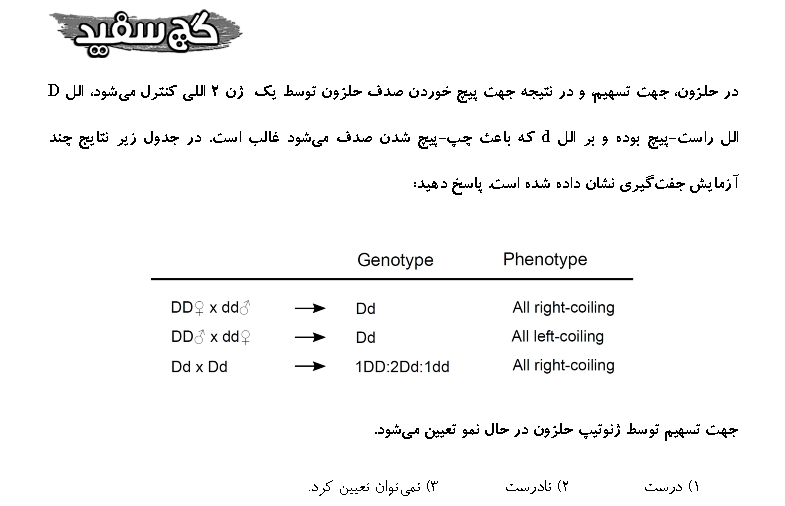 گچ سفید
در حلزون، جهت تسهیم، و در نتیجه جهت پیچ خوردن صدف حلزون توسط یک ژن ۲ اللی کنترل می‌شود، الل D
الل راست-پیچ بوده و بر الل d که باعث چپ-پیچ شدن صدف می‌شود غالب است. در جدول زیر نتایج چند
آزمایش جفت‌گیری نشان داده شده است. پاسخ دهید:
Genotype Phenotype
DD♀ x dd♂ → Dd All right-coiling
DD♂ x dd♀ → Dd All left-coiling
Dd x Dd → 1DD:2Dd:1dd All right-coiling
جهت تسهیم توسط ژنوتیپ حلزون در حال نمو تعیین می‌شود.
۱) درست ۲) نادرست ۳) نمی‌توان تعیین کرد.